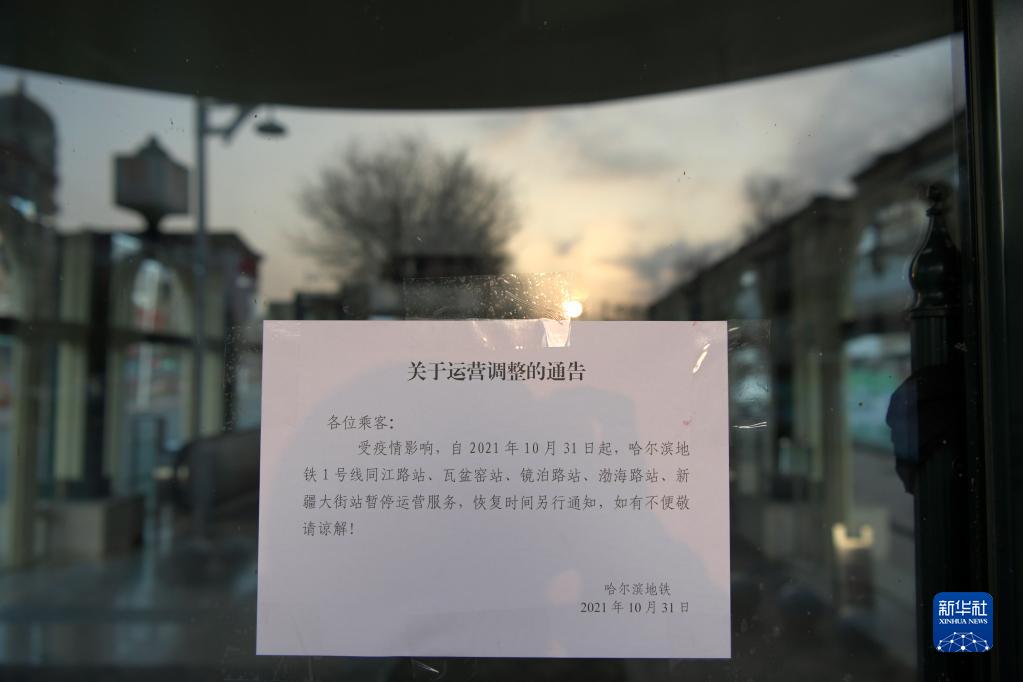 关于运营调整的通告
各位乘客：
受疫情影响，自2021年10月31日起，哈尔滨地
铁1号线同江路站、瓦盆窑站、镜泊路站、渤海路站、新
疆大街站暂停运营服务，恢复时间另行通知，如有不便敬
请谅解！
哈尔滨地铁
2021年10月31日
新华社
XINHUA NEWS